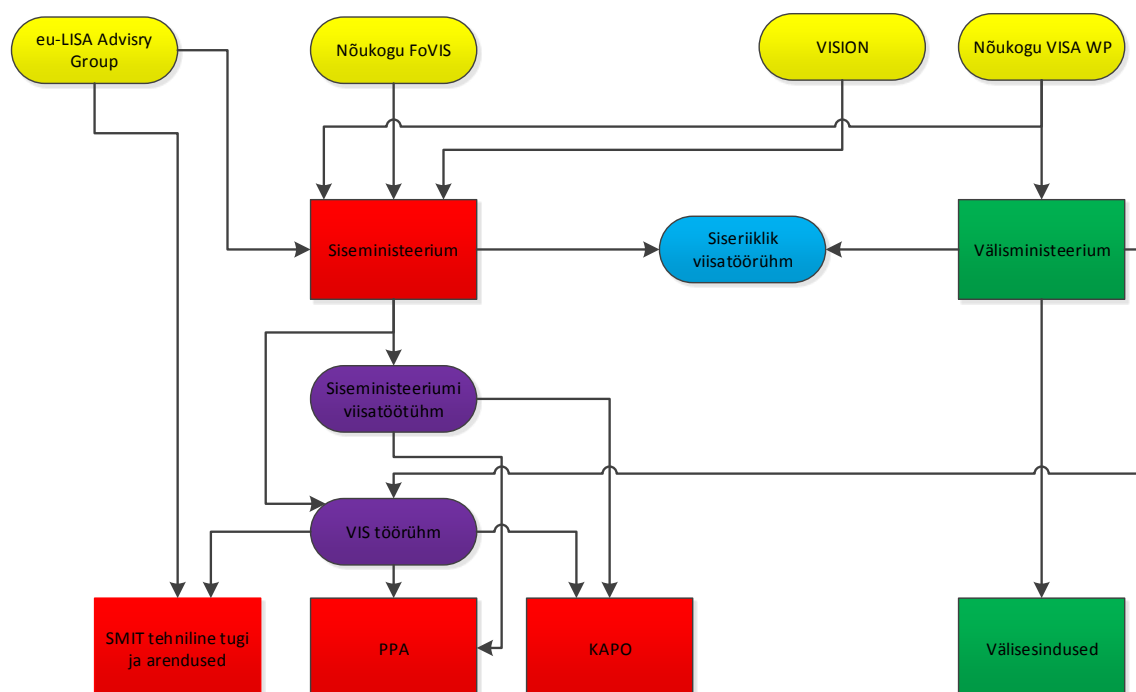 eu-LISA Advisry
Group
Nõukogu FoVIS
VISION
Nõukogu VISA WP
Siseministeerium
Siseriiklik
viisatöörühm
Välisministeerium
Siseministeeriumi
viisatöötühm
VIS töörühm
SMIT tehniline tugi
ja arendused
PPA
KAPO
Välisesindused